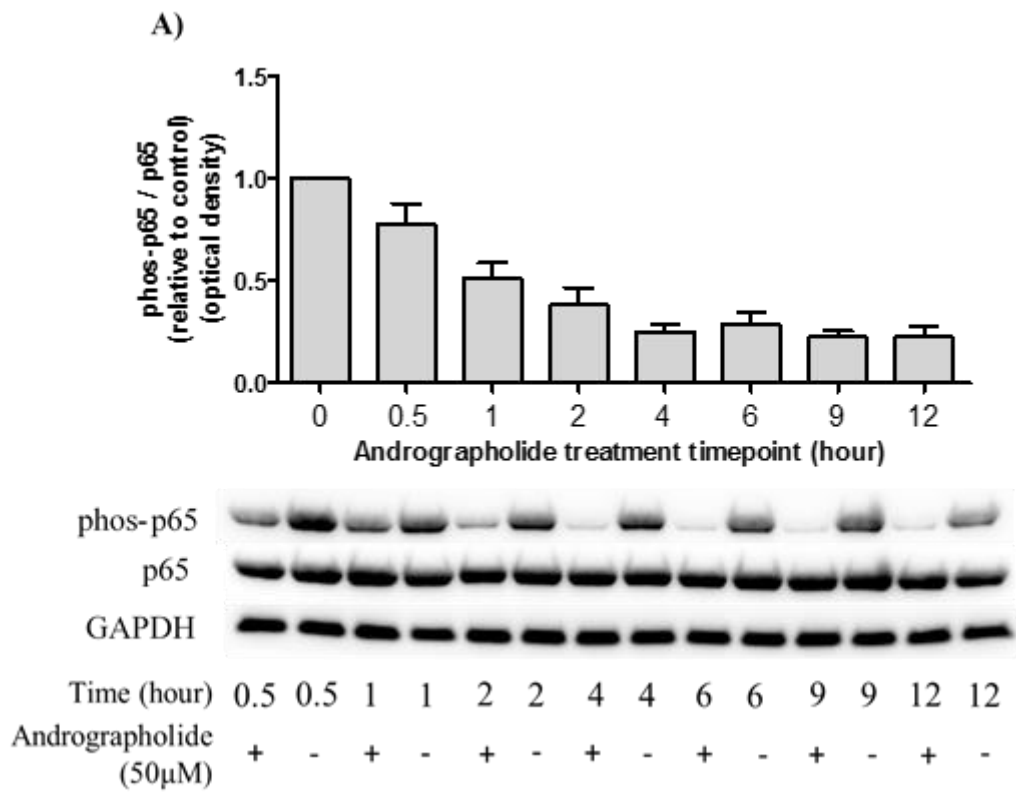 A)
phos-p65 / p65
(relative to control)
(optical density)
1.5
1.0
0.5
0.0
0 0.5 1 2 4 6 9 12
Andrographolide treatment timepoint (hour)
phos-p65
p65
GAPDH
Time (hour) 0.5 0.5 1 1 2 2 4 4 6 6 9 9 12 12
Andrographolide
(50μM) + - + - + - + - + - + - + -